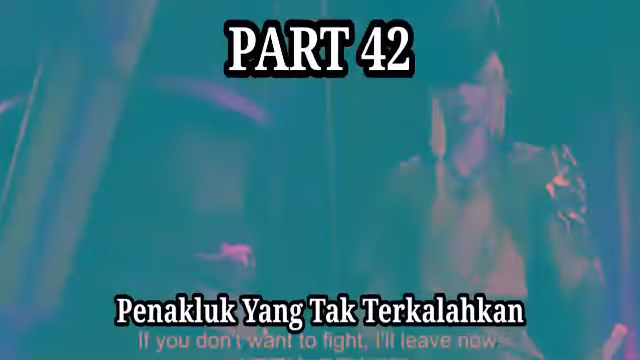 PART 42
Penakluk Yang Tak Terkalahkan
If you don't want to fight, I'll leave now.